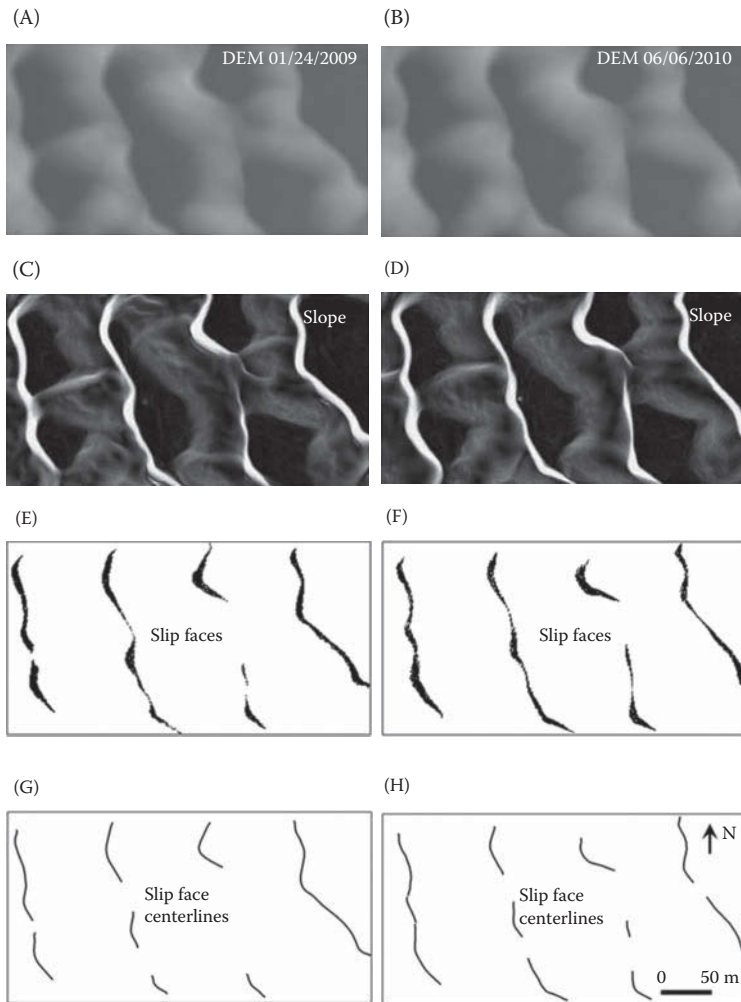 (A)
(B)
DEM 01/24/2009
DEM 06/06/2010
(C)
(D)
Slope
Slope
(E)
(F)
Slip faces
Slip faces
(G)
(H)
Slip face
centerlines
Slip face
centerlines
N
0 50 m